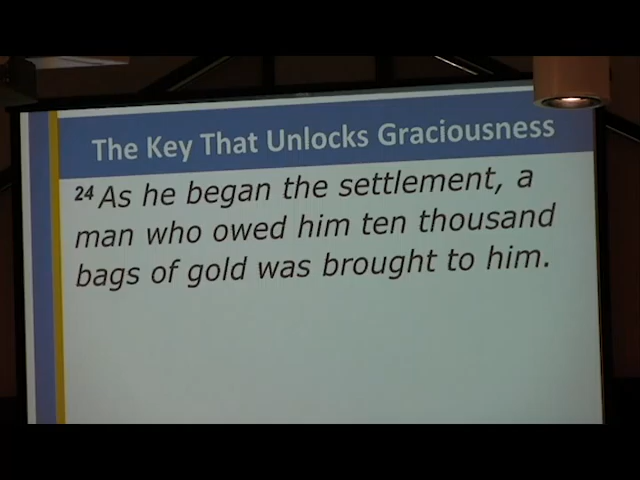 The Key That Unlocks Graciousness
24 As he began the settlement, a
man who owed him ten thousand
bags of gold was brought to him.